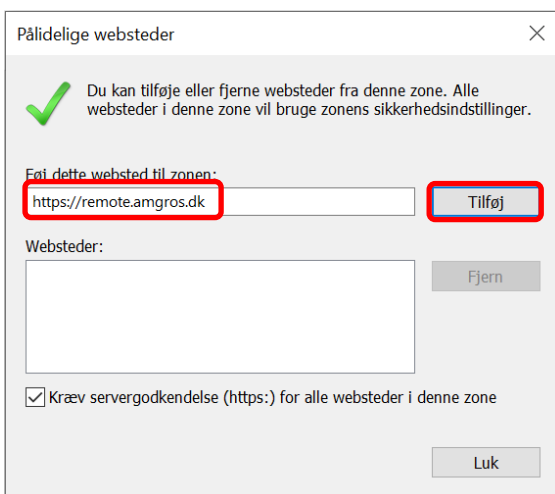 Pålidelige websteder
Du kan tilføje eller fjerne websteder fra denne zone. Alle
websteder i denne zone vil bruge zonens sikkerhedsindstillinger.
Føj dette websted til zonen:
https://remote.amgros.dk
Tilføj
Websteder:
Fjern
Kræv servergodkendelse (https:) for alle websteder i denne zone
Luk